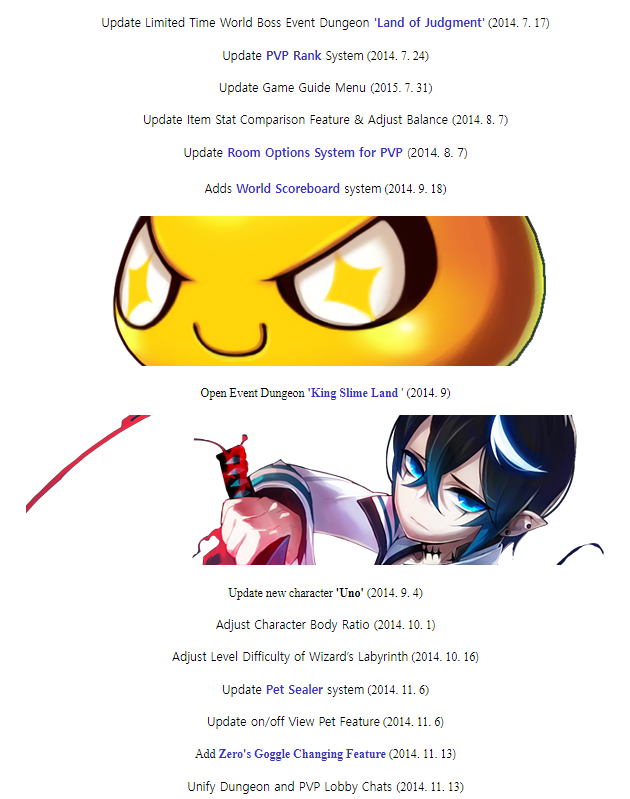 Update Limited Time World Boss Event Dungeon 'Land of Judgment' (2014. 7. 17)
Update PVP Rank System (2014. 7. 24)
Update Game Guide Menu (2015. 7. 31)
Update Item Stat Comparison Feature & Adjust Balance (2014. 8. 7)
Update Room Options System for PVP (2014. 8. 7)
Adds World Scoreboard system (2014. 9. 18)
Open Event Dungeon 'King Slime Land ' (2014. 9)
Update new character 'Uno' (2014. 9. 4)
Adjust Character Body Ratio (2014. 10. 1)
Adjust Level Difficulty of Wizard's Labyrinth (2014. 10. 16)
Update Pet Sealer system (2014. 11. 6)
Update on/off View Pet Feature (2014. 11. 6)
Add Zero's Goggle Changing Feature (2014. 11. 13)
Unify Dungeon and PVP Lobby Chats (2014. 11. 13)